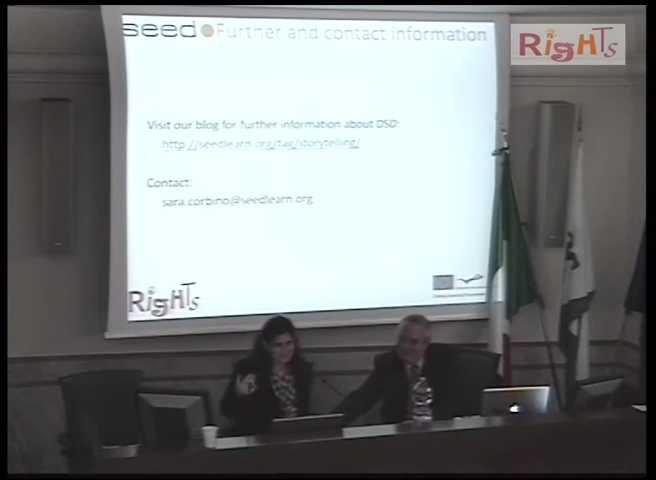 seed Further and contact information
RigHTs
Visit our blog for further information about DSD:
http://seedlearn.org/tag/storytelling/
Contact:
sara.corbino@seedlearn.org
RigHTs